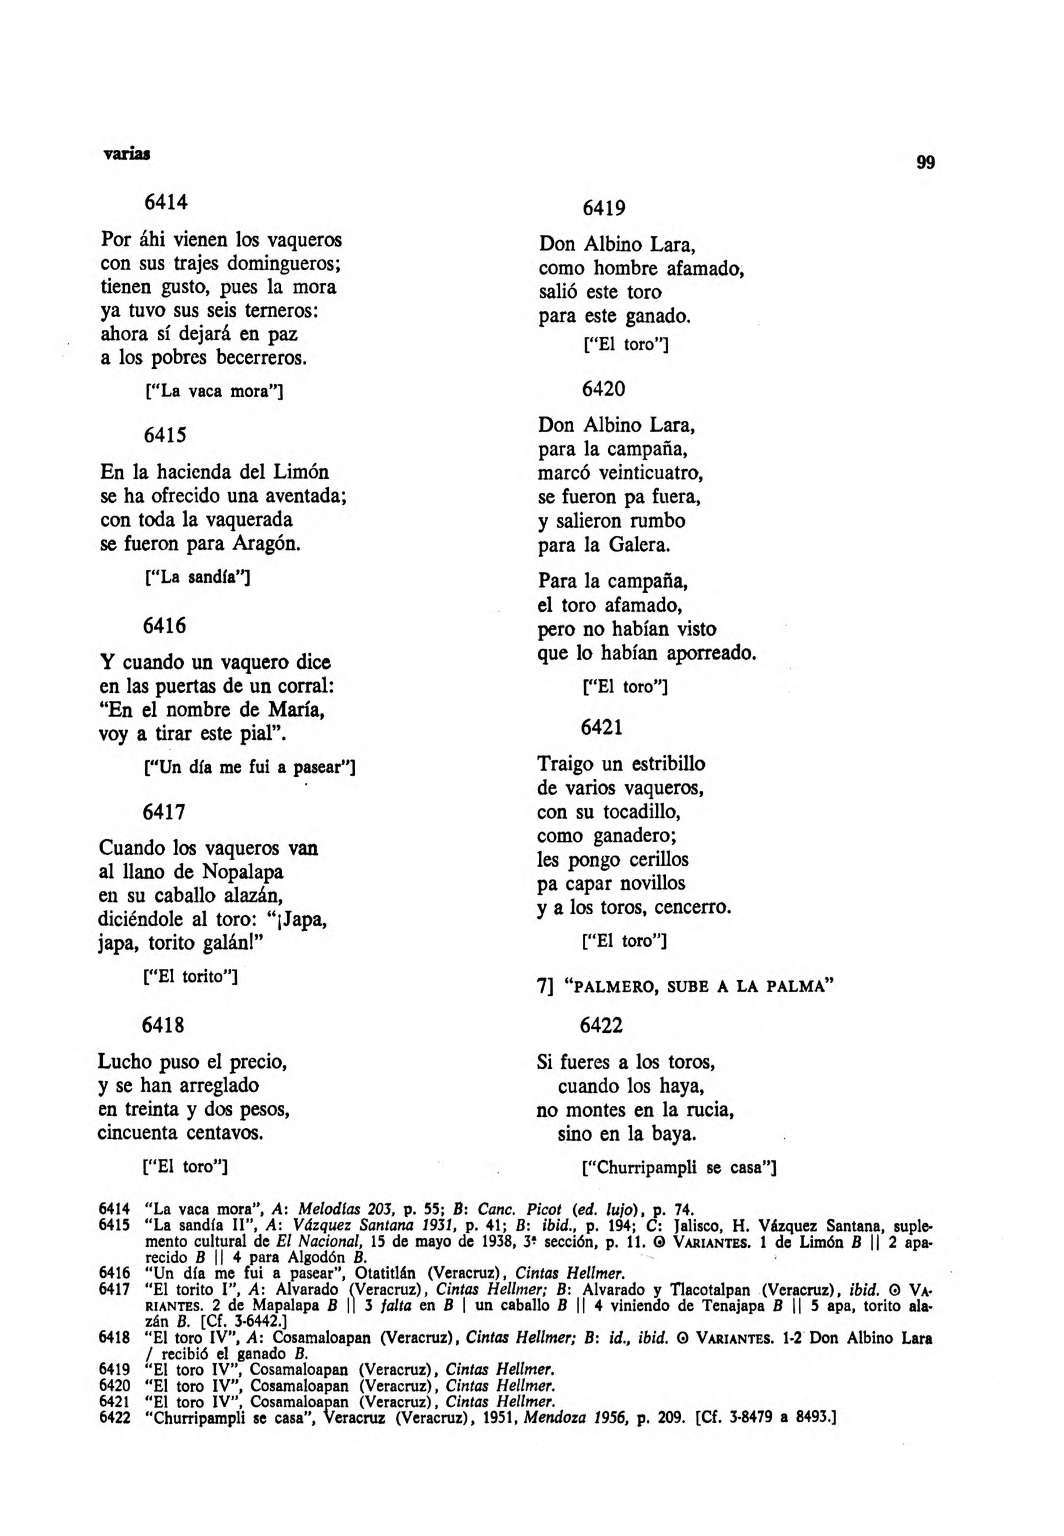 varias
99
6414
Por áhi vienen los vaqueros
con sus trajes domingueros;
tienen gusto, pues la mora
ya tuvo sus seis terneros:
ahora sí dejará en paz
a los pobres becerreros.
["La vaca mora"]
6415
En la hacienda del Limón
se ha ofrecido una aventada;
con toda la vaquerada
se fueron para Aragón.
["La sandía"]
6416
Y cuando un vaquero dice
en las puertas de un corral:
"En el nombre de María,
voy a tirar este pial".
["Un día me fui a pasear"]
6417
Cuando los vaqueros van
al llano de Nopalapa
en su caballo alazán,
diciéndole al toro: "¡Japa,
japa, torito galán!"
["El torito"]
6418
Lucho puso el precio,
y se han arreglado
en treinta y dos pesos,
cincuenta centavos.
["El toro"]
6419
Don Albino Lara,
como hombre afamado,
salió este toro
para este ganado.
["El toro"]
6420
Don Albino Lara,
para la campaña,
marcó veinticuatro,
se fueron pa fuera,
y salieron rumbo
para la Galera.
Para la campaña,
el toro afamado,
pero no habían visto
que lo habían aporreado.
["El toro"]
6421
Traigo un estribillo
de varios vaqueros,
con su tocadillo,
como ganadero;
les pongo cerillos
pa capar novillos
y a los toros, cencerro.
["El toro"]
7] "PALMERO, SUBE A LA PALMA"
6422
Si fueres a los toros,
cuando los haya,
no montes en la rucia,
sino en la baya.
["Churripampli se casa"]
6414 "La vaca mora", A: Melodías 203, p. 55; B: Canc. Picot (ed. lujo), p. 74.
6415 "La sandía II", A: Vázquez Santana 1931, p. 41; B: ibid., p. 194; C: Jalisco, H. Vázquez Santana, suple-
mento cultural de El Nacional, 15 de mayo de 1938, 3ª sección, p. 11. ⊙ VARIANTES. 1 de Limón B || 2 apa-
recido B || 4 para Algodón B.
6416 "Un día me fui a pasear", Otatitlán (Veracruz), Cintas Hellmer.
6417 "El torito I", A: Alvarado (Veracruz), Cintas Hellmer; B: Alvarado y Tlacotalpan (Veracruz), ibid. ⊙ VA-
RIANTES. 2 de Mapalapa B || 3 falta en B | un caballo B || 4 viniendo de Tenajapa B || 5 apa, torito ala-
zán B. [Cf. 3-6442.]
6418 "El toro IV", A: Cosamaloapan (Veracruz), Cintas Hellmer; B: id., ibid. ⊙ VARIANTES. 1-2 Don Albino Lara
/ recibió el ganado B.
6419 "El toro IV", Cosamaloapan (Veracruz), Cintas Hellmer.
6420 "El toro IV", Cosamaloapan (Veracruz), Cintas Hellmer.
6421 "El toro IV", Cosamaloapan (Veracruz), Cintas Hellmer.
6422 "Churripampli se casa", Veracruz (Veracruz), 1951, Mendoza 1956, p. 209. [Cf. 3-8479 a 8493.]